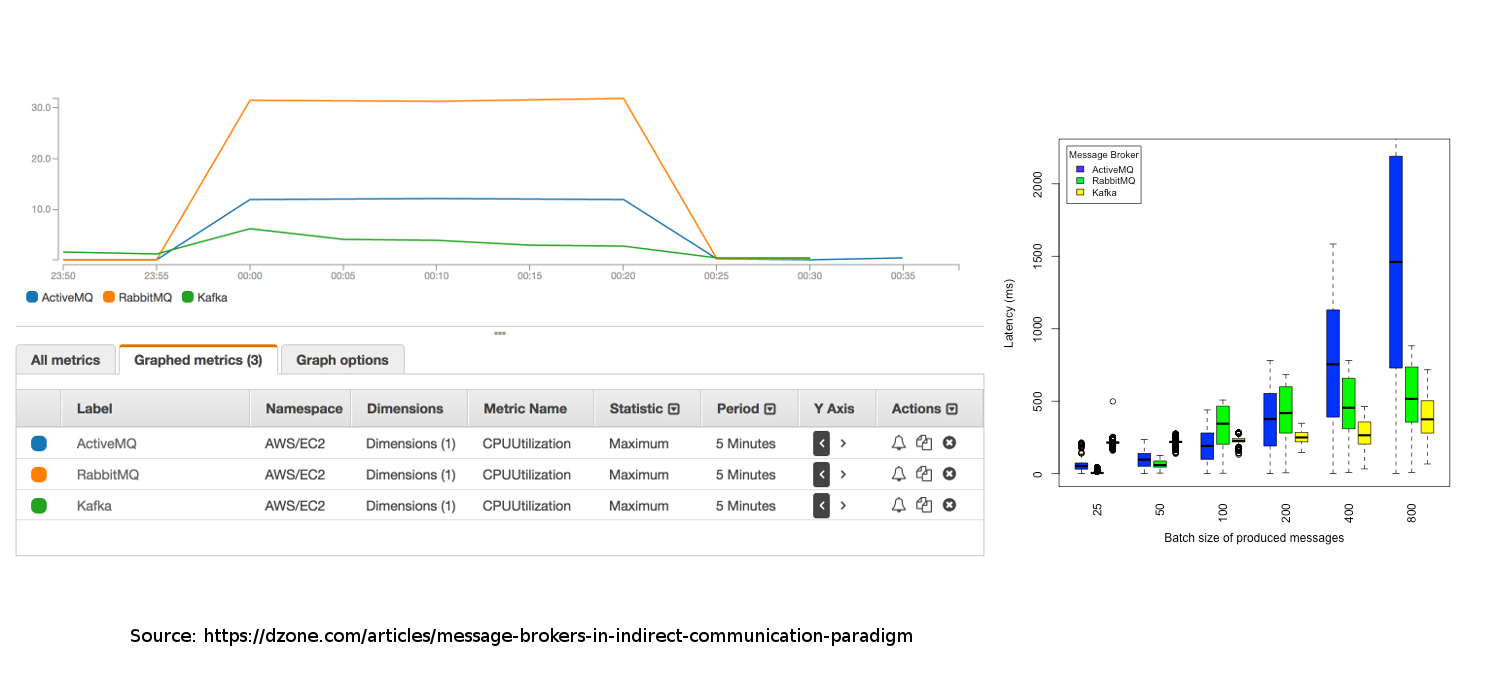 30.0
20.0
10.0
23:50 23:55 00:00 00:05 00:10 00:15 00:20 00:25 00:30 00:35
ActiveMQ RabbitMQ Kafka
All metrics Graphed metrics (3) Graph options
Label Namespace Dimensions Metric Name Statistic Period Y Axis Actions
ActiveMQ AWS/EC2 Dimensions (1) CPUUtilization Maximum 5 Minutes
RabbitMQ AWS/EC2 Dimensions (1) CPUUtilization Maximum 5 Minutes
Kafka AWS/EC2 Dimensions (1) CPUUtilization Maximum 5 Minutes
Message Broker
ActiveMQ
RabbitMQ
Kafka
Latency (ms)
2000
1500
1000
500
0
25 50 100 200 400 800
Batch size of produced messages
Source: https://dzone.com/articles/message-brokers-in-indirect-communication-paradigm